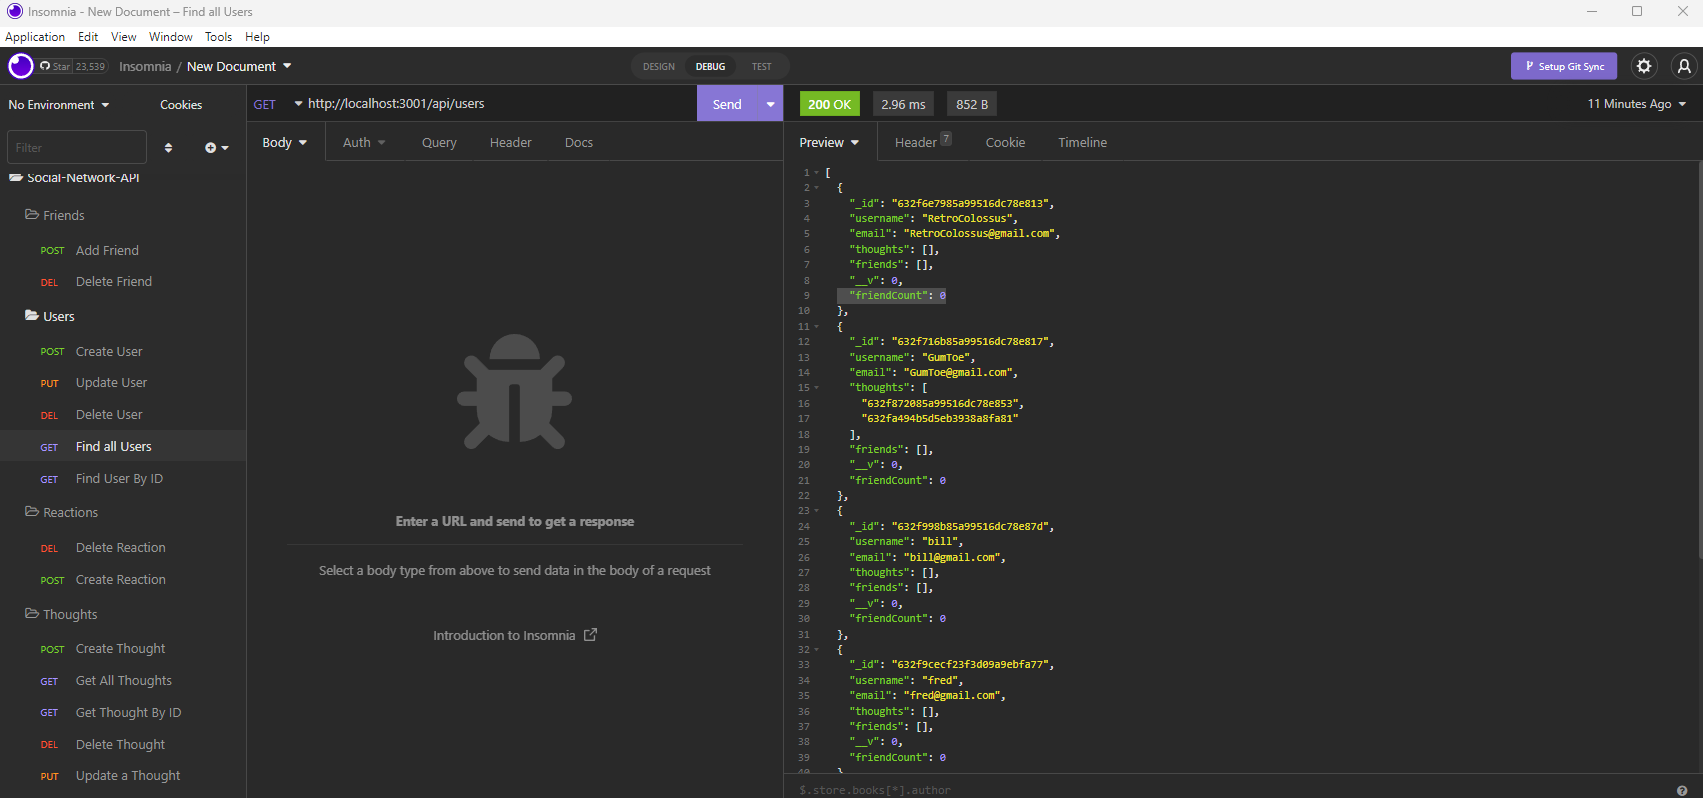 Insomnia - New Document – Find all Users
Application Edit View Window Tools Help
Star 23,539 Insomnia / New Document DESIGN DEBUG TEST Setup Git Sync
No Environment Cookies
GET http://localhost:3001/api/users Send
200 OK 2.96 ms 852 B 11 Minutes Ago
Filter
Body Auth Query Header Docs
Preview Header 7 Cookie Timeline
Social-Network-API
Friends
POST Add Friend
DEL Delete Friend
Users
POST Create User
PUT Update User
DEL Delete User
GET Find all Users
GET Find User By ID
Reactions
DEL Delete Reaction
POST Create Reaction
Thoughts
POST Create Thought
GET Get All Thoughts
GET Get Thought By ID
DEL Delete Thought
PUT Update a Thought
Enter a URL and send to get a response
Select a body type from above to send data in the body of a request
Introduction to Insomnia
1 [
2 {
3 "_id": "632f6e7985a99516dc78e813",
4 "username": "RetroColossus",
5 "email": "RetroColossus@gmail.com",
6 "thoughts": [],
7 "friends": [],
8 "__v": 0,
9 "friendCount": 0
10 },
11 {
12 "_id": "632f716b85a99516dc78e817",
13 "username": "GumToe",
14 "email": "GumToe@gmail.com",
15 "thoughts": [
16 "632f872085a99516dc78e853",
17 "632fa494b5d5eb3938a8fa81"
18 ],
19 "friends": [],
20 "__v": 0,
21 "friendCount": 0
22 },
23 {
24 "_id": "632f998b85a99516dc78e87d",
25 "username": "bill",
26 "email": "bill@gmail.com",
27 "thoughts": [],
28 "friends": [],
29 "__v": 0,
30 "friendCount": 0
31 },
32 {
33 "_id": "632f9cecf23f3d09a9ebfa77",
34 "username": "fred",
35 "email": "fred@gmail.com",
36 "thoughts": [],
37 "friends": [],
38 "__v": 0,
39 "friendCount": 0
40 }
$.store.books[*].author